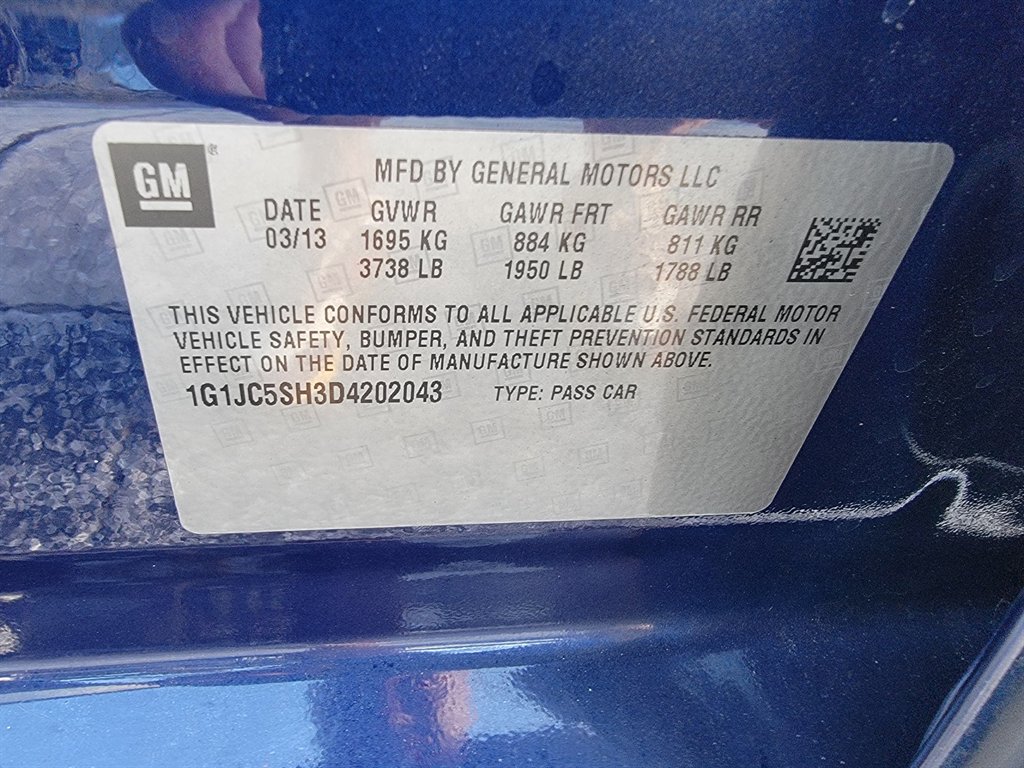 GM
MFD BY GENERAL MOTORS LLC
DATE GVWR GAWR FRT GAWR RR
03/13 1695 KG 884 KG 811 KG
3738 LB 1950 LB 1788 LB
THIS VEHICLE CONFORMS TO ALL APPLICABLE U.S. FEDERAL MOTOR
VEHICLE SAFETY, BUMPER, AND THEFT PREVENTION STANDARDS IN
EFFECT ON THE DATE OF MANUFACTURE SHOWN ABOVE.
1G1JC5SH3D4202043 TYPE: PASS CAR